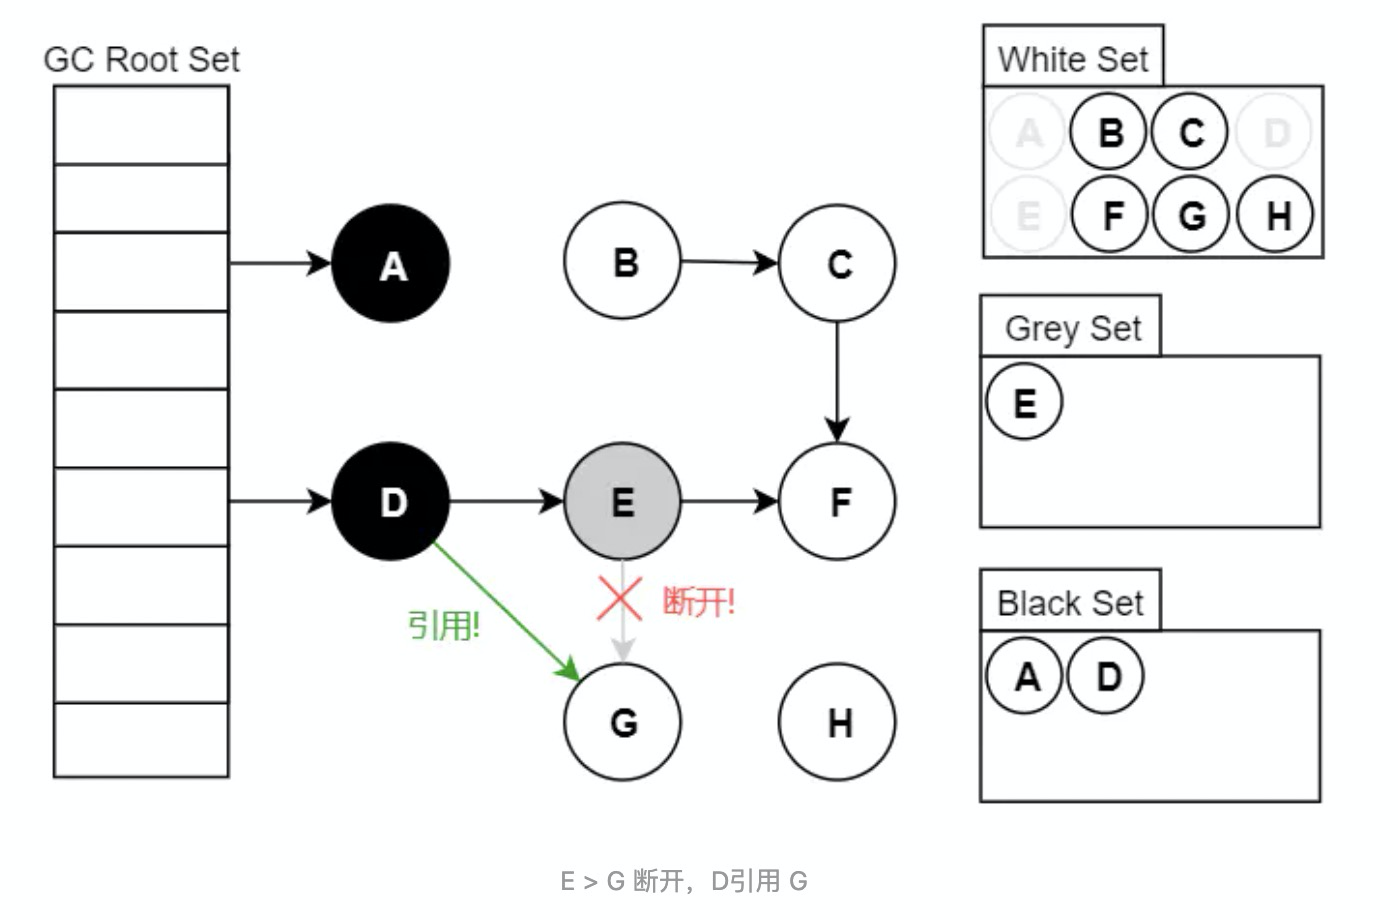 GC Root Set
White Set
A B C D
E F G H
A
B
C
Grey Set
E
D
E
F
引用!
断开!
Black Set
A D
G
H
E > G 断开，D引用 G